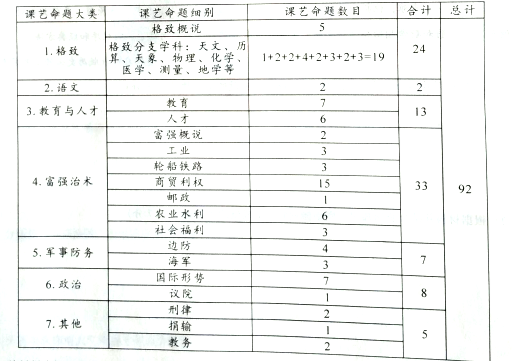 课艺命题大类 课艺命题细别 课艺命题数目 合计 总计
1.格致 格致概说 5 24 92
格致分支学科：天文、历
算、天象、物理、化学、
医学、测量、地学等 1+2+2+4+2+3+2+3=19
2.语文 2 2
3.教育与人才 教育 7 13
人才 6
4.富强治术 富强概说 2 33
工业 3
轮船铁路 3
商贸利权 15
邮政 1
农业水利 6
社会福利 3
5.军事防务 边防 4 7
海军 3
6.政治 国际形势 7 8
议院 1
7.其他 刑律 2 5
捐输 1
教务 2